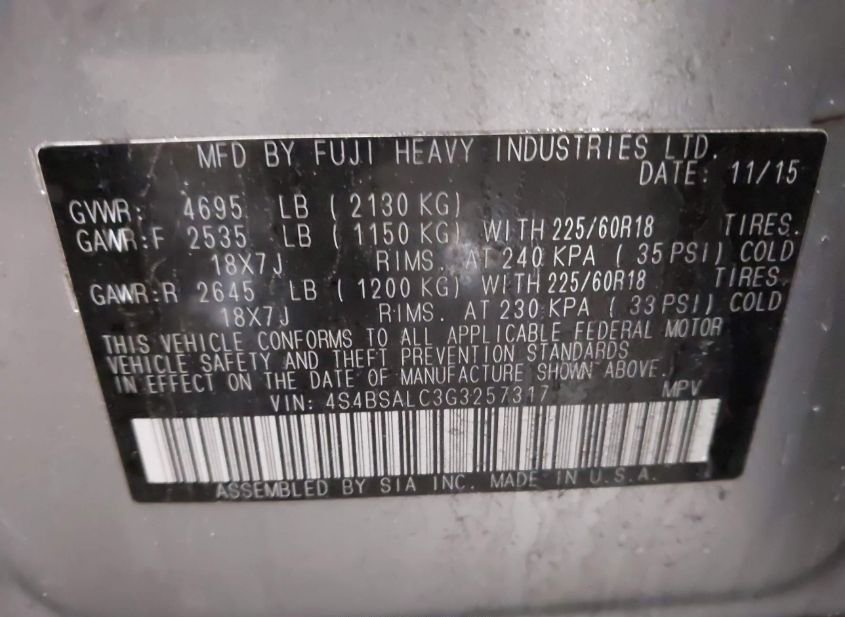 MFD BY FUJI HEAVY INDUSTRIES LTD.
DATE: 11/15
GVWR: 4695 LB ( 2130 KG)
GAWR:F 2535 LB ( 1150 KG) WITH 225/60R18 TIRES.
18X7J RIMS. AT 240 KPA ( 35 PSI) COLD
GAWR:R 2645 LB ( 1200 KG) WITH 225/60R18 TIRES.
18X7J RIMS. AT 230 KPA ( 33 PSI) COLD
THIS VEHICLE CONFORMS TO ALL APPLICABLE FEDERAL MOTOR
VEHICLE SAFETY AND THEFT PREVENTION STANDARDS
IN EFFECT ON THE DATE OF MANUFACTURE SHOWN ABOVE.
VIN: 4S4BSALC3G3257317 MPV
ASSEMBLED BY SIA INC. MADE IN U.S.A.